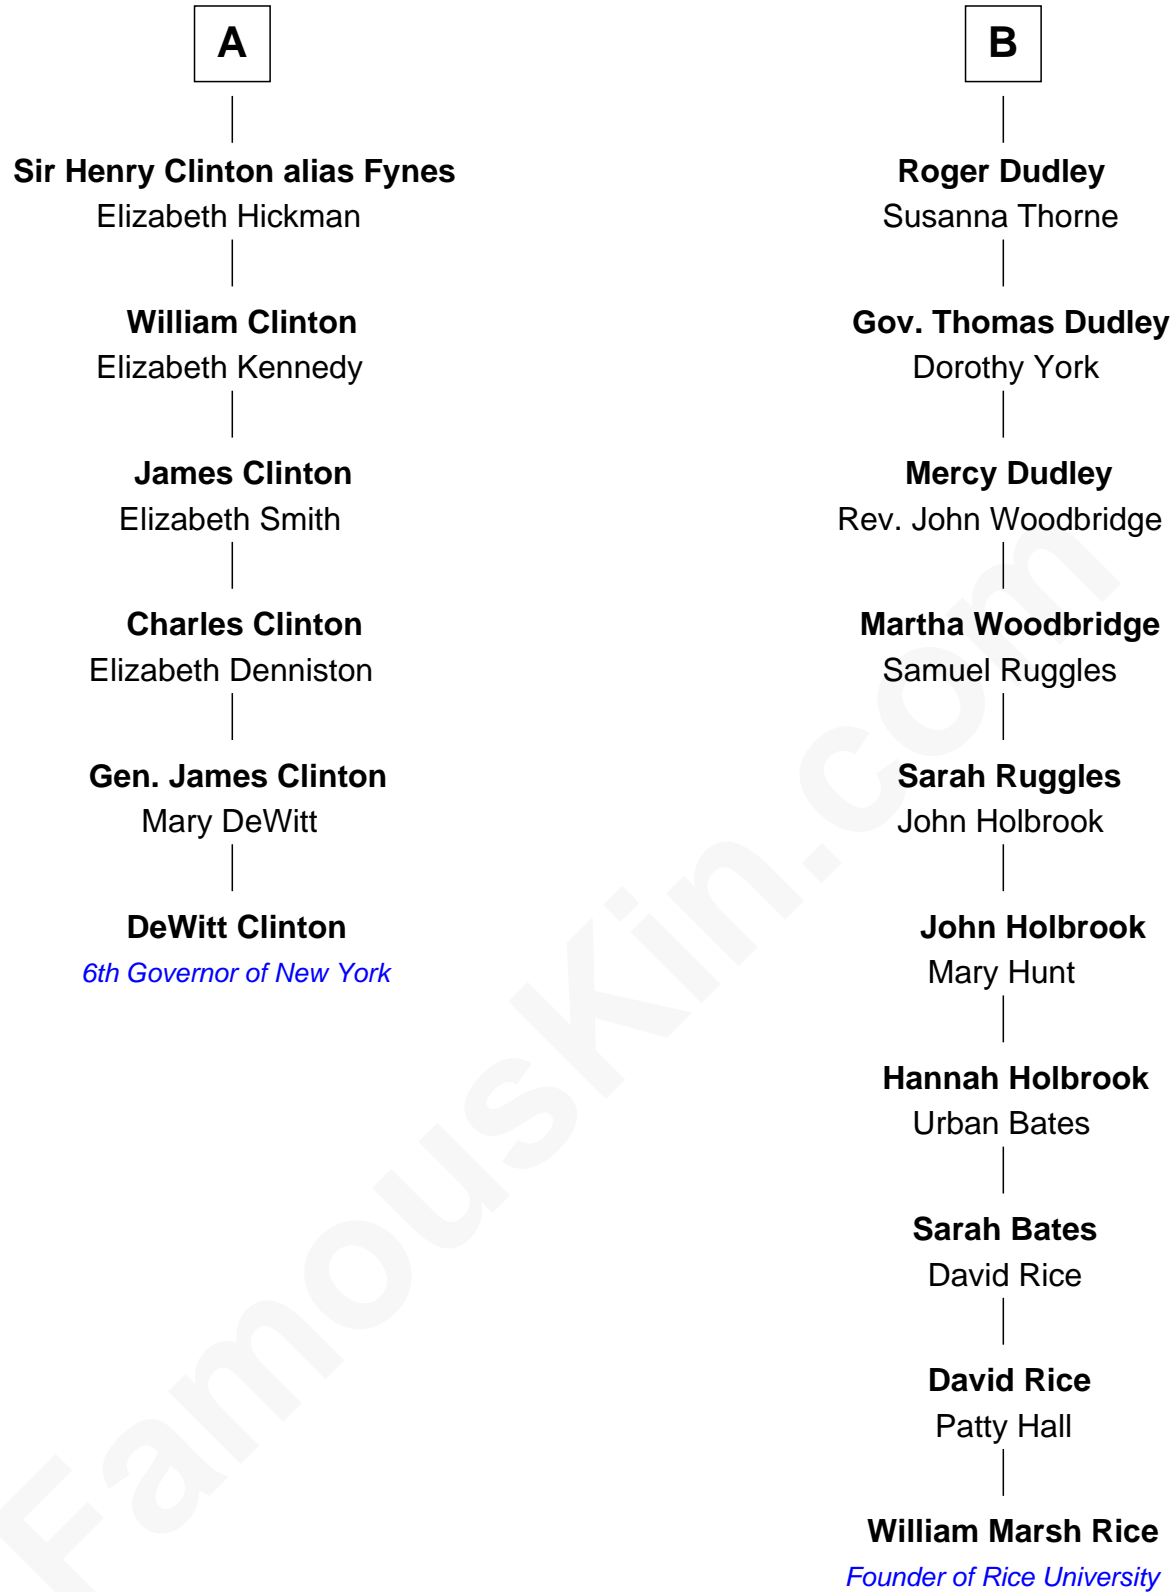 A
Sir Henry Clinton alias Fynes
Elizabeth Hickman
William Clinton
Elizabeth Kennedy
James Clinton
Elizabeth Smith
Charles Clinton
Elizabeth Denniston
Gen. James Clinton
Mary DeWitt
DeWitt Clinton
6th Governor of New York
B
Roger Dudley
Susanna Thorne
Gov. Thomas Dudley
Dorothy York
Mercy Dudley
Rev. John Woodbridge
Martha Woodbridge
Samuel Ruggles
Sarah Ruggles
John Holbrook
John Holbrook
Mary Hunt
Hannah Holbrook
Urban Bates
Sarah Bates
David Rice
David Rice
Patty Hall
William Marsh Rice
Founder of Rice University
FamousKin.com